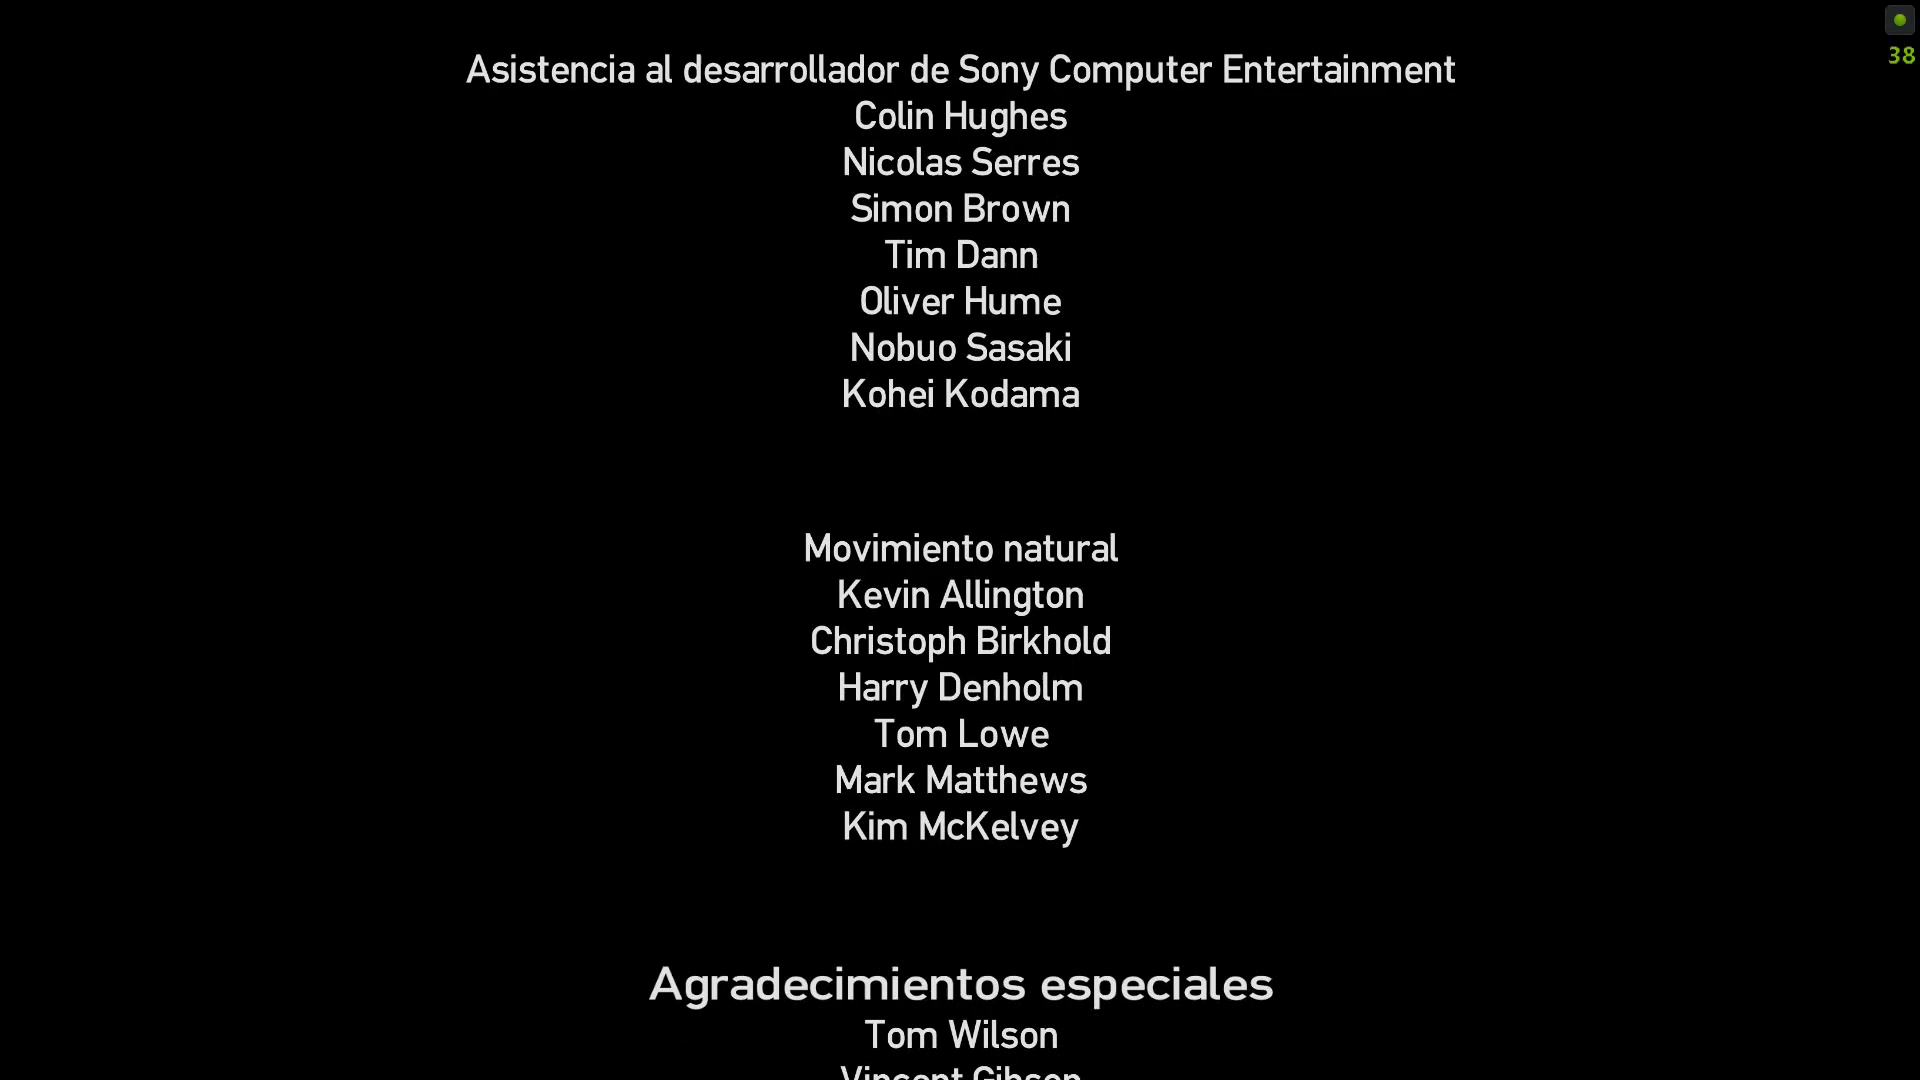 38
Asistencia al desarrollador de Sony Computer Entertainment
Colin Hughes
Nicolas Serres
Simon Brown
Tim Dann
Oliver Hume
Nobuo Sasaki
Kohei Kodama
Movimiento natural
Kevin Allington
Christoph Birkhold
Harry Denholm
Tom Lowe
Mark Matthews
Kim McKelvey
Agradecimientos especiales
Tom Wilson
Vincent Gibson